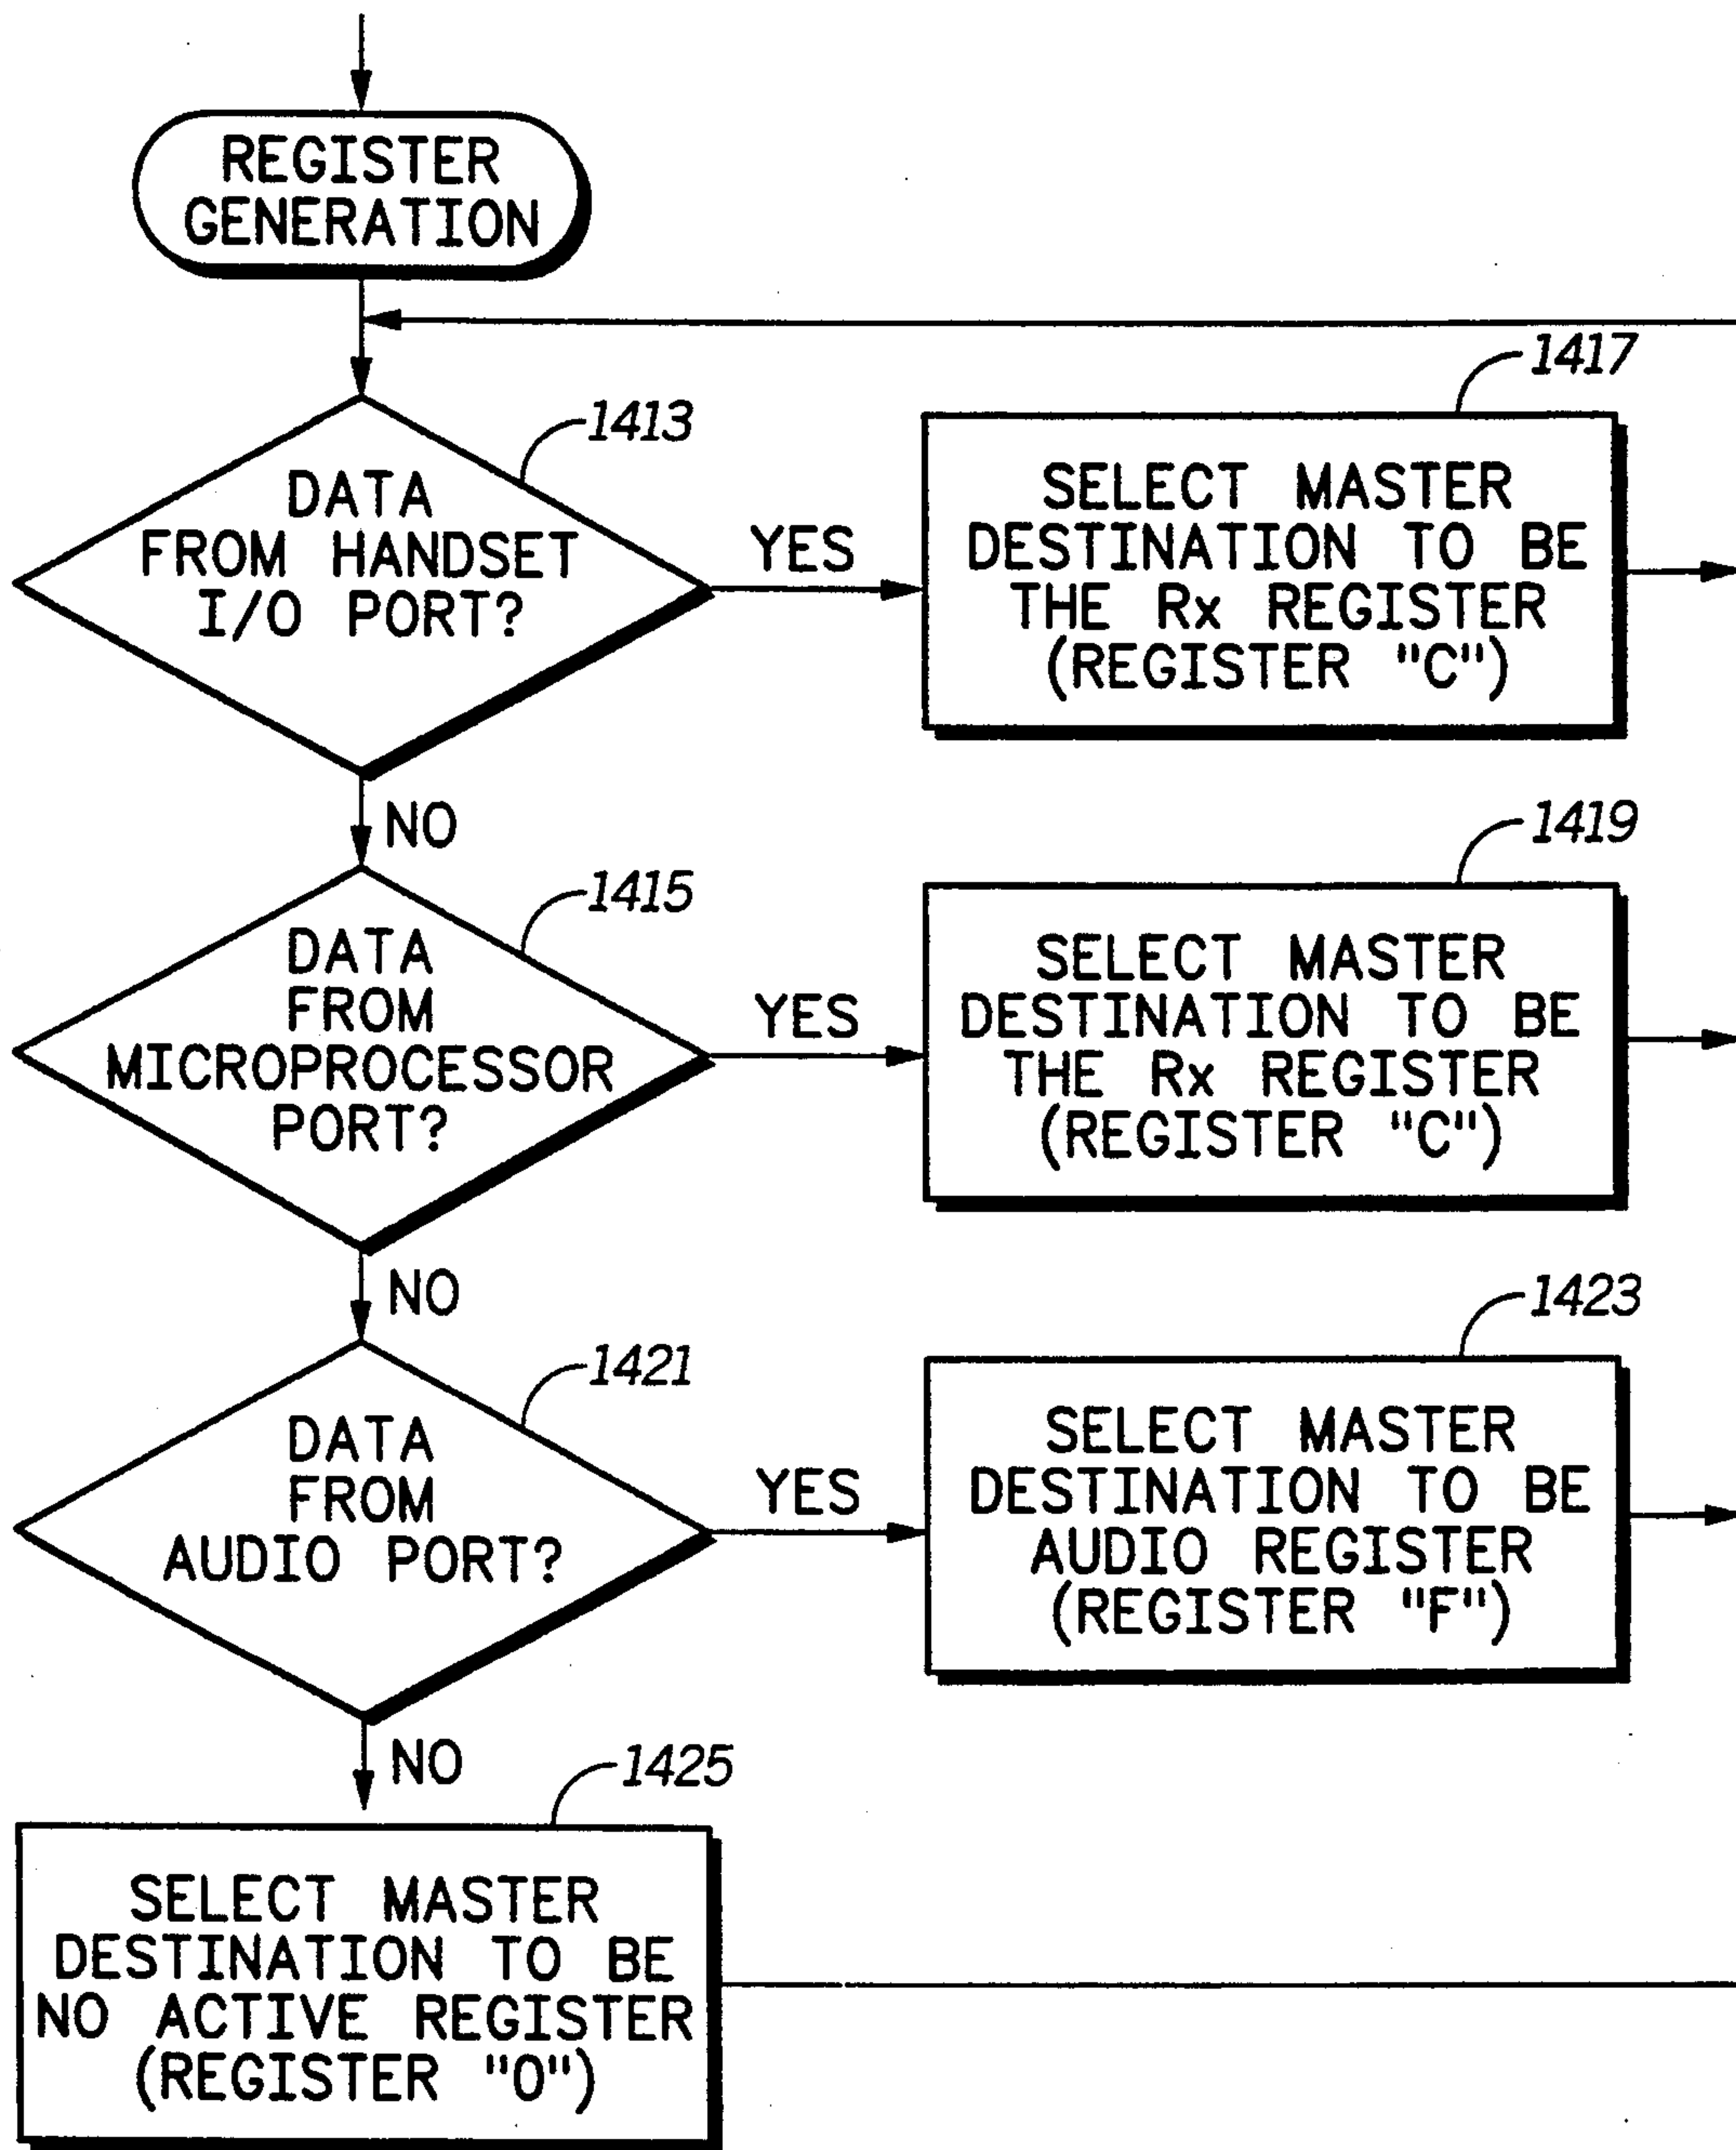 REGISTER
GENERATION
1413
DATA
FROM HANDSET
I/O PORT?
YES
1417
SELECT MASTER
DESTINATION TO BE
THE Rx REGISTER
(REGISTER "C")
NO
1415
DATA
FROM
MICROPROCESSOR
PORT?
YES
1419
SELECT MASTER
DESTINATION TO BE
THE Rx REGISTER
(REGISTER "C")
NO
1421
DATA
FROM
AUDIO PORT?
YES
1423
SELECT MASTER
DESTINATION TO BE
AUDIO REGISTER
(REGISTER "F")
NO
1425
SELECT MASTER
DESTINATION TO BE
NO ACTIVE REGISTER
(REGISTER "0")